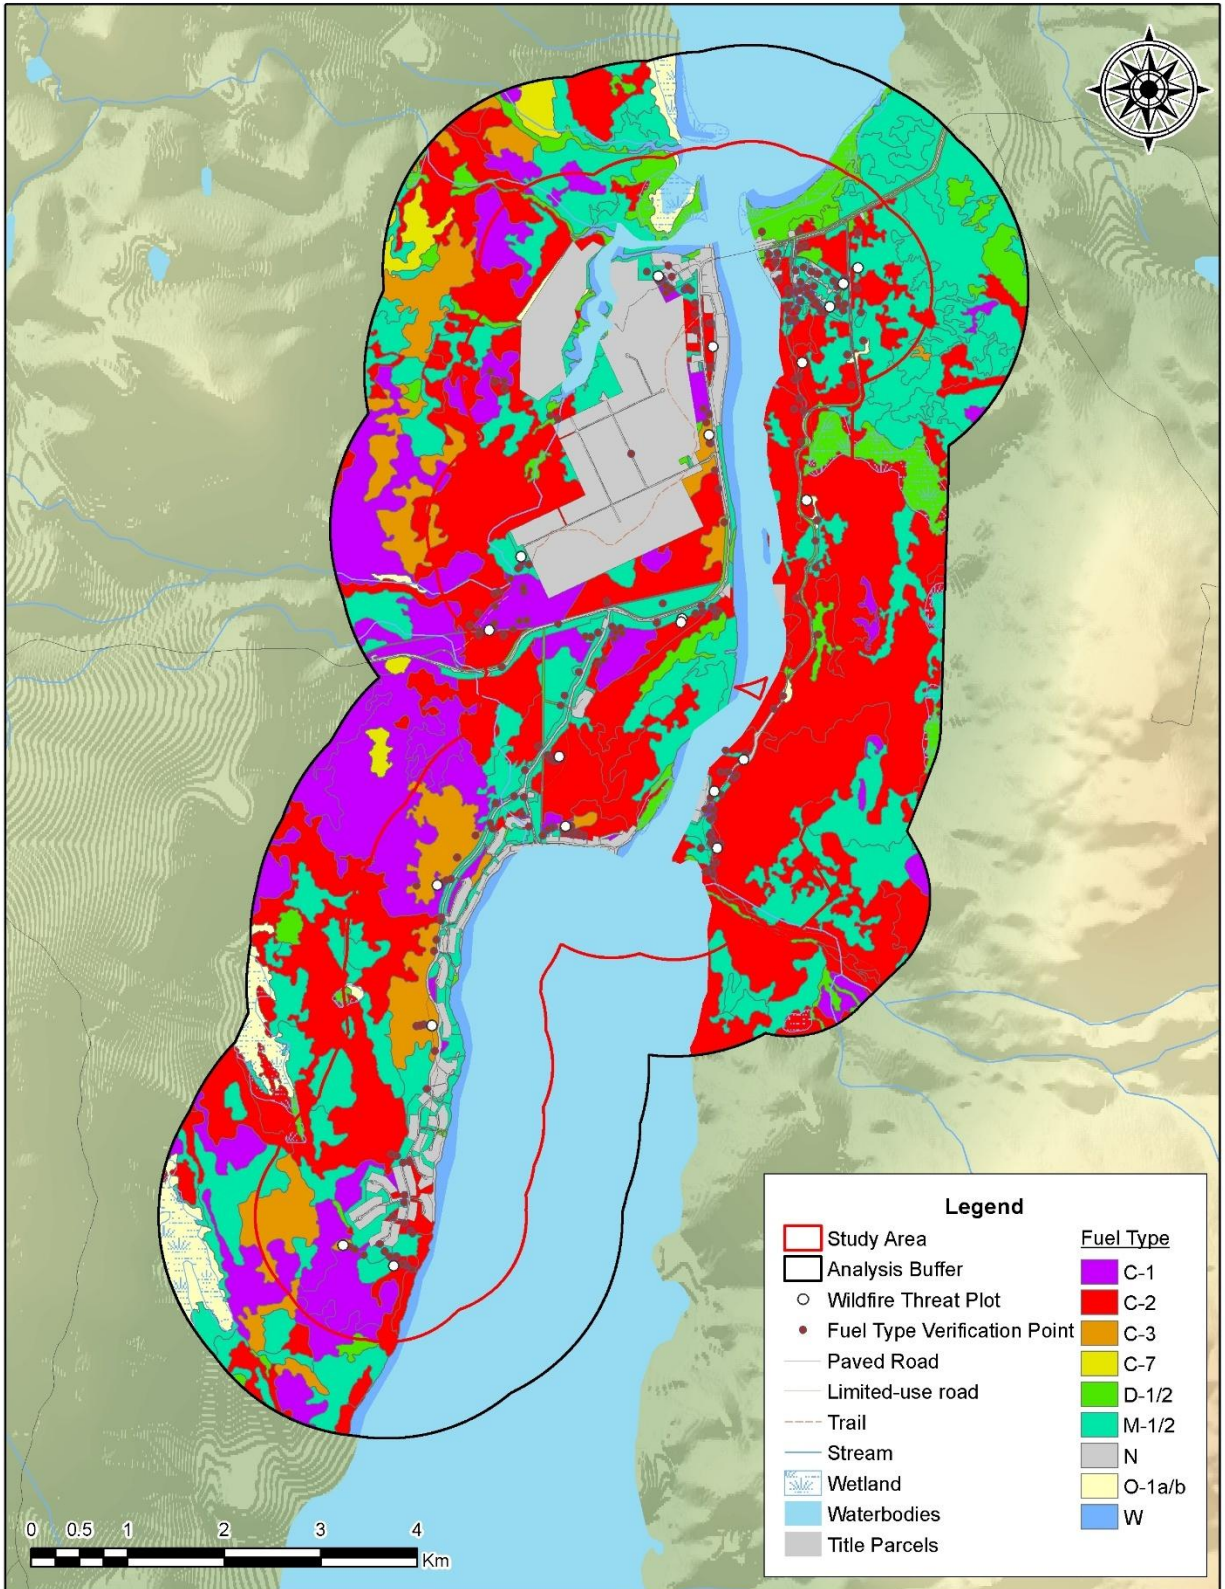 Legend
Study Area
Analysis Buffer
Wildfire Threat Plot
Fuel Type Verification Point
Paved Road
Limited-use road
Trail
Stream
Wetland
Waterbodies
Title Parcels
Fuel Type
C-1
C-2
C-3
C-7
D-1/2
M-1/2
N
O-1a/b
W
0 0.5 1 2 3 4
Km